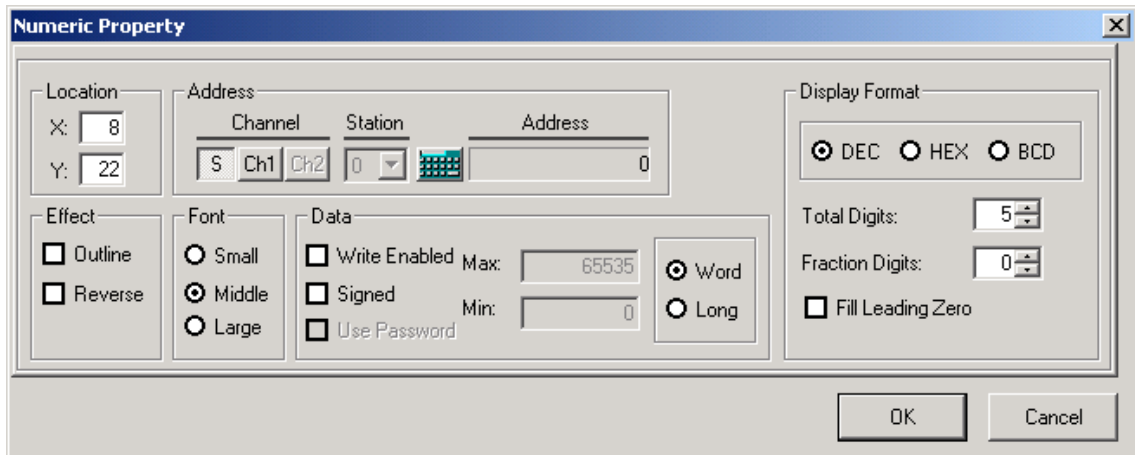 Numeric Property
Location
X: 8
Y: 22
Address
Channel Station Address
S Ch1 Ch2 0 0
Effect
Outline
Reverse
Font
Small
Middle
Large
Data
Write Enabled
Signed
Use Password
Max: 65535
Min: 0
Word
Long
Display Format
DEC HEX BCD
Total Digits: 5
Fraction Digits: 0
Fill Leading Zero
OK Cancel